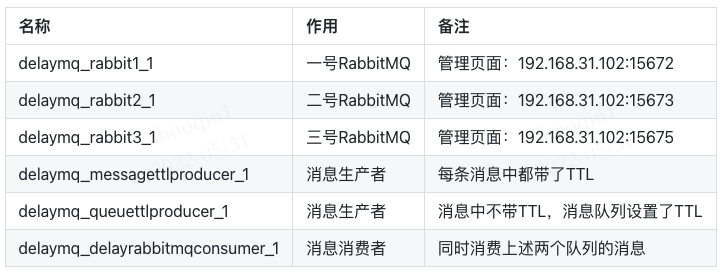 名称 作用 备注
delaymq_rabbit1_1 一号RabbitMQ 管理页面：192.168.31.102:15672
delaymq_rabbit2_1 二号RabbitMQ 管理页面：192.168.31.102:15673
delaymq_rabbit3_1 三号RabbitMQ 管理页面：192.168.31.102:15675
delaymq_messagettlproducer_1 消息生产者 每条消息中都带了TTL
delaymq_queuettlproducer_1 消息生产者 消息中不带TTL，消息队列设置了TTL
delaymq_delayrabbitmqconsumer_1 消息消费者 同时消费上述两个队列的消息